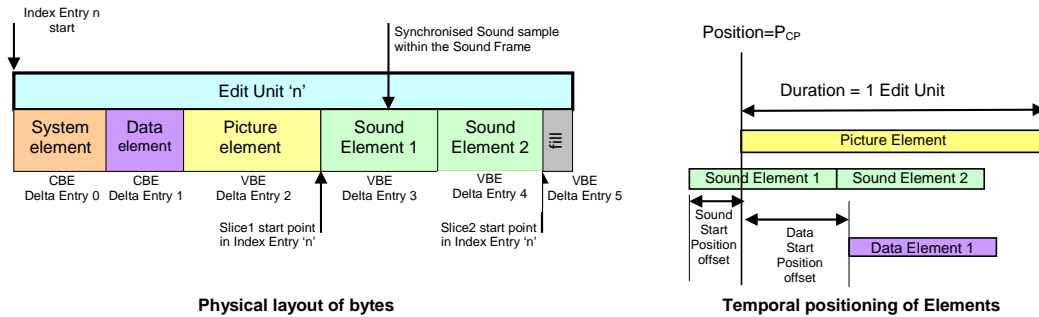 Index Entry n
start
Synchronised Sound sample
within the Sound Frame
Edit Unit ‘n’
System
element
Data
element
Picture
element
Sound
Element 1
Sound
Element 2
fill
CBE
Delta Entry 0
CBE
Delta Entry 1
VBE
Delta Entry 2
VBE
Delta Entry 3
VBE
Delta Entry 4
VBE
Delta Entry 5
Slice1 start point
in Index Entry ‘n’
Slice2 start point
in Index Entry ‘n’
Physical layout of bytes
Position=PCP
Duration = 1 Edit Unit
Picture Element
Sound Element 1
Sound Element 2
Sound
Start
Position
offset
Data
Start
Position
offset
Data Element 1
Temporal positioning of Elements